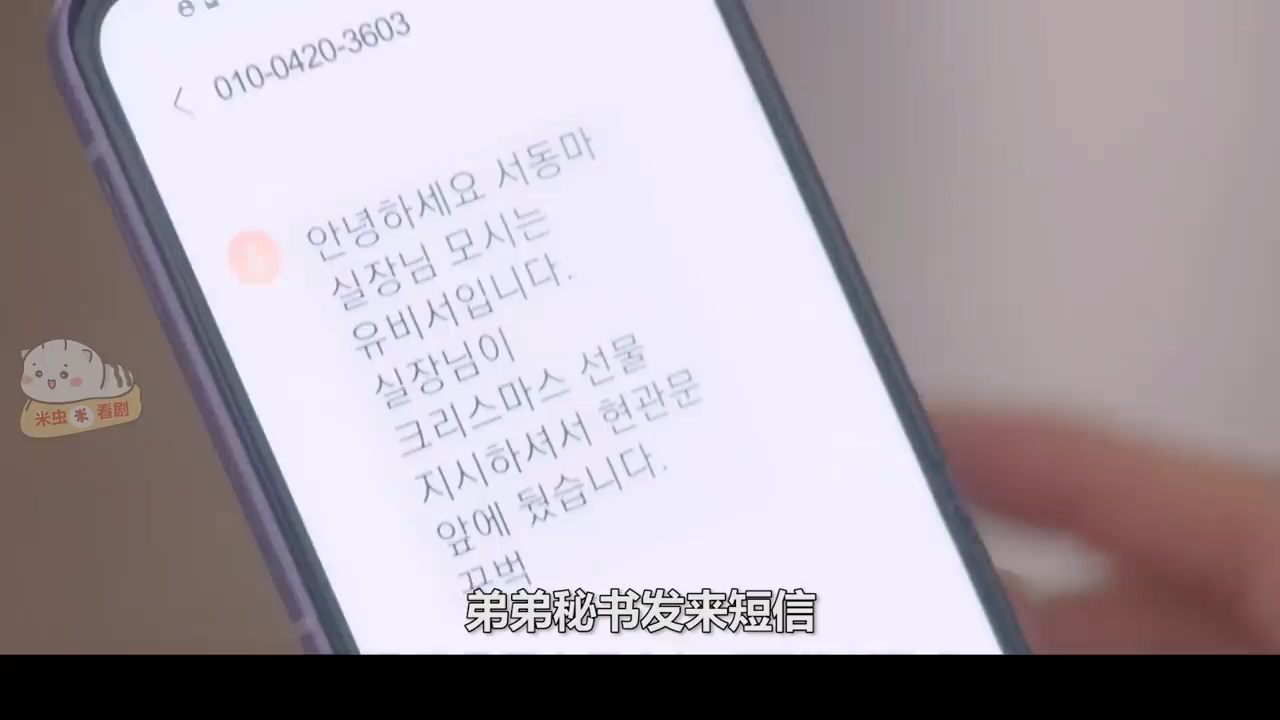 010-0420-3603
안녕하세요 서동마
실장님 모시는
유비서입니다.
실장님이
크리스마스 선물
지시하셔서 현관문
앞에 뒀습니다.
꾸벅
米虫 米 看剧
弟弟秘书发来短信